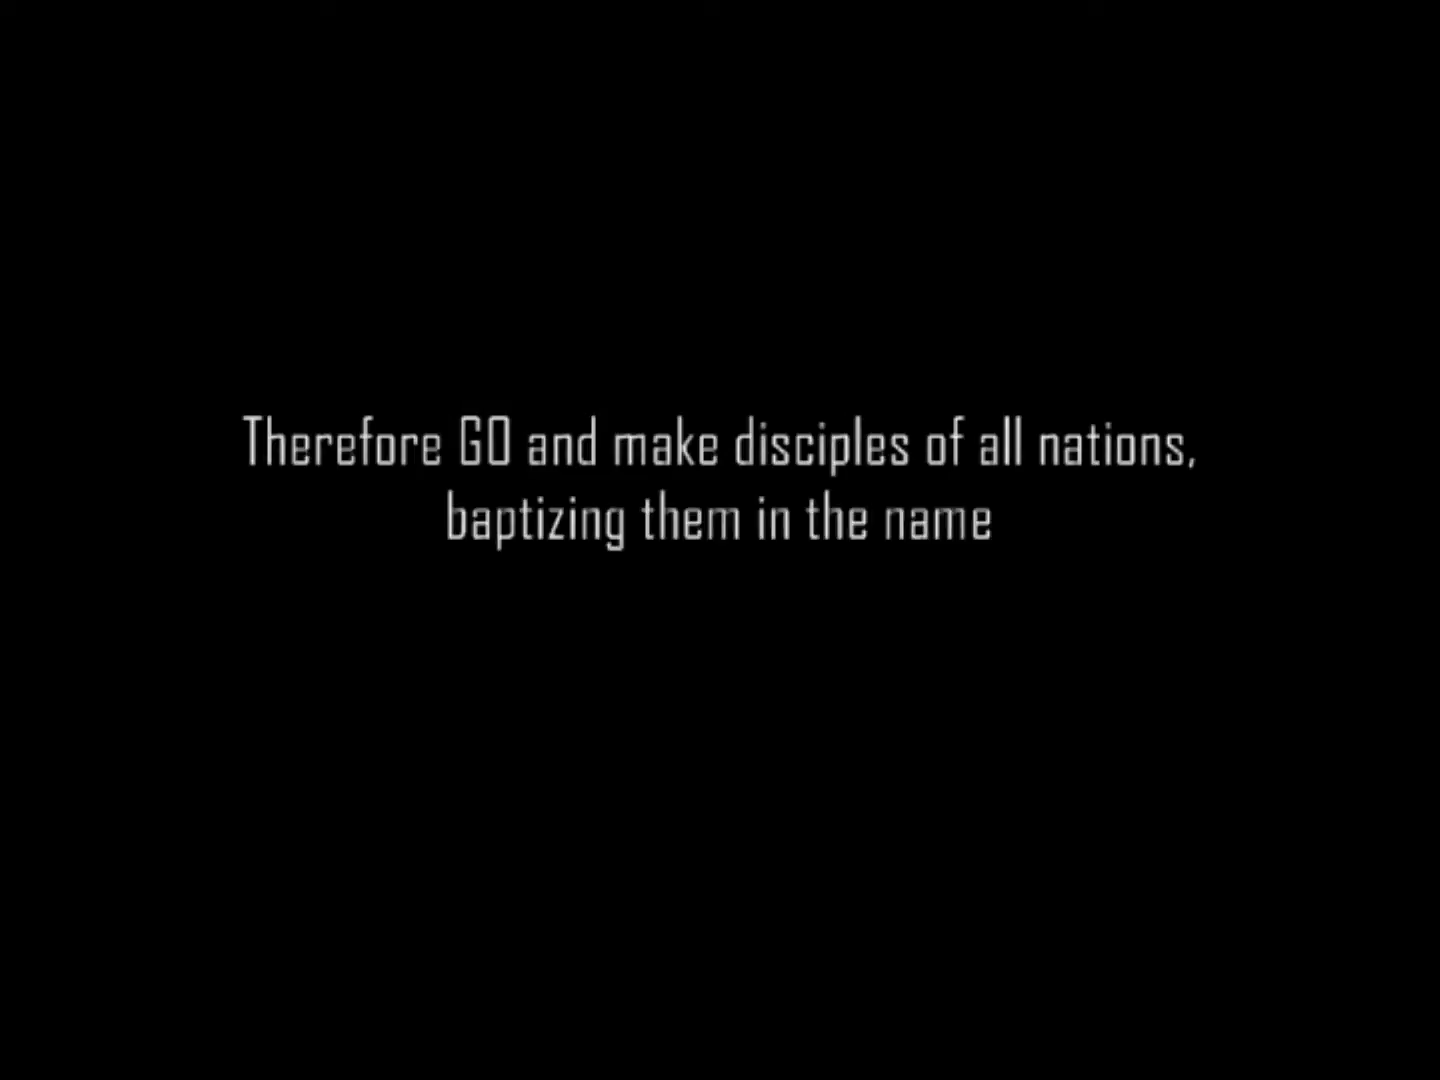 Therefore GO and make disciples of all nations,
baptizing them in the name